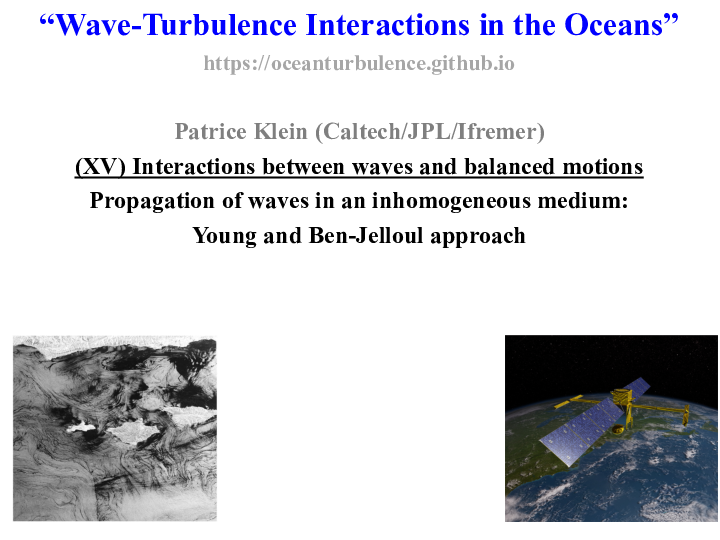 “Wave-Turbulence Interactions in the Oceans”
https://oceanturbulence.github.io
Patrice Klein (Caltech/JPL/Ifremer)
(XV) Interactions between waves and balanced motions
Propagation of waves in an inhomogeneous medium:
Young and Ben-Jelloul approach